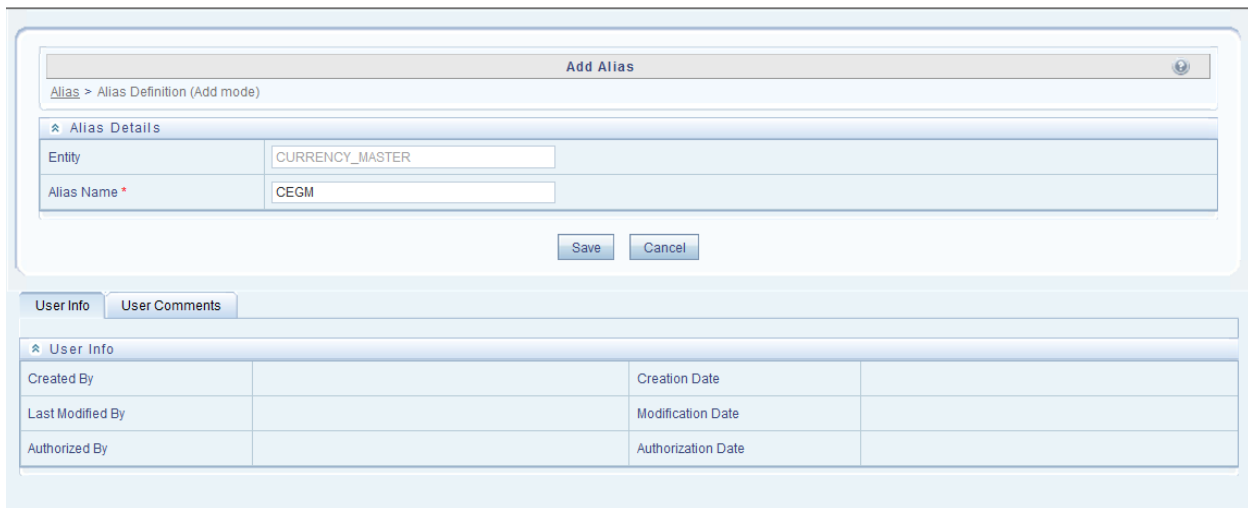 Add Alias
Alias > Alias Definition (Add mode)
Alias Details
Entity CURRENCY_MASTER
Alias Name * CEGM
Save Cancel
User Info User Comments
User Info
Created By Creation Date
Last Modified By Modification Date
Authorized By Authorization Date